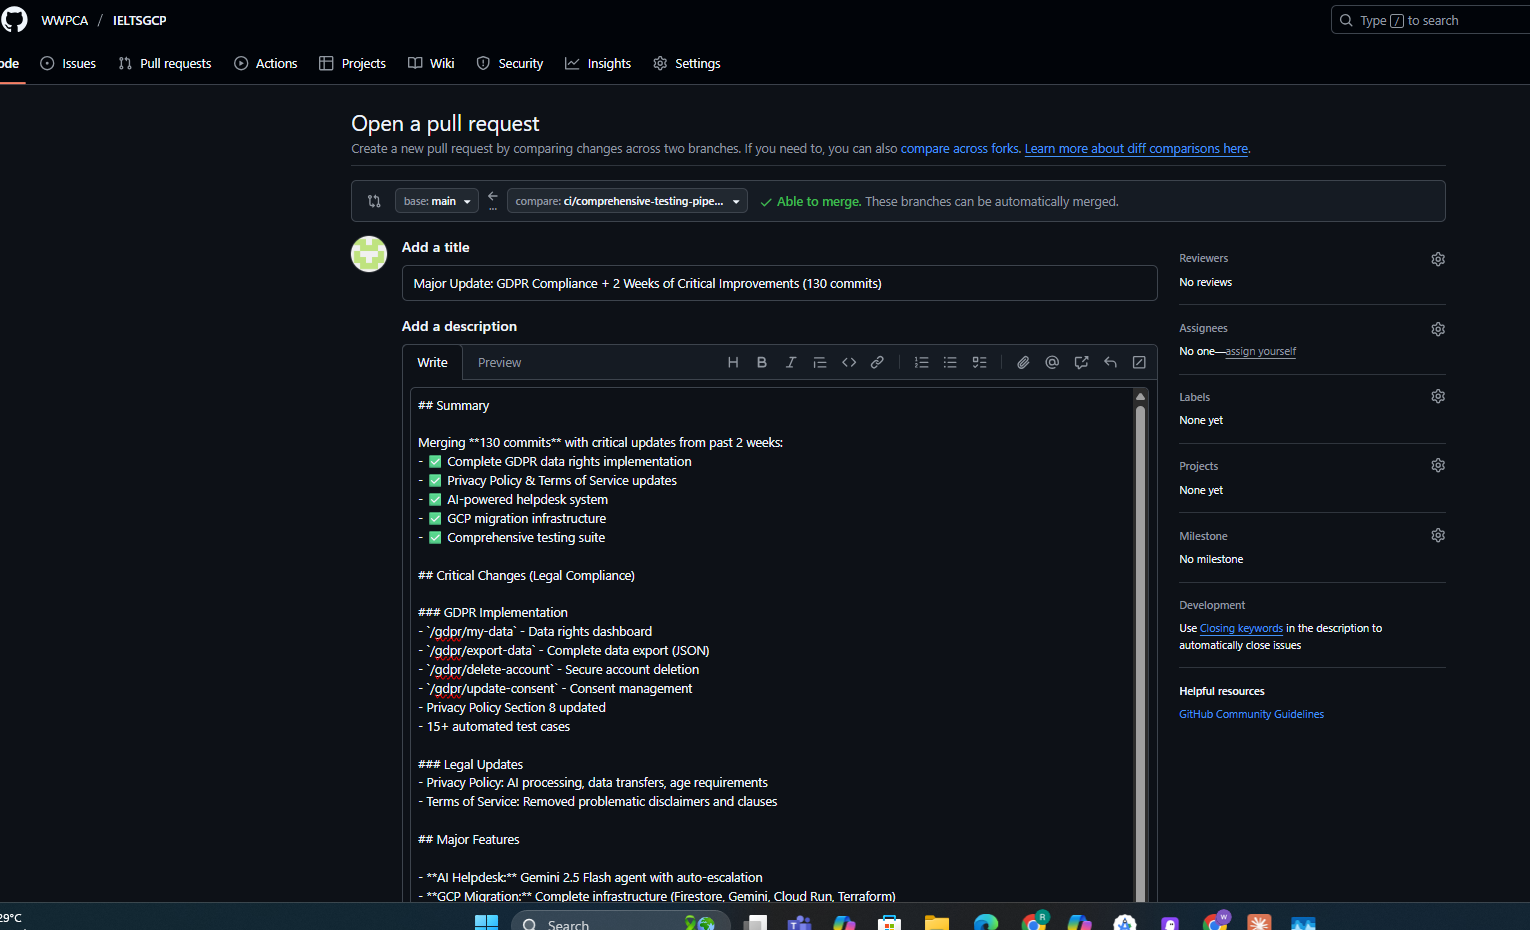 WWPCA / IELTSGCP
Type / to search
ode Issues Pull requests Actions Projects Wiki Security Insights Settings
Open a pull request
Create a new pull request by comparing changes across two branches. If you need to, you can also compare across forks. Learn more about diff comparisons here.
base: main compare: ci/comprehensive-testing-pipe... Able to merge. These branches can be automatically merged.
Add a title
Major Update: GDPR Compliance + 2 Weeks of Critical Improvements (130 commits)
Add a description
Write Preview
## Summary
Merging **130 commits** with critical updates from past 2 weeks:
- ✅ Complete GDPR data rights implementation
- ✅ Privacy Policy & Terms of Service updates
- ✅ AI-powered helpdesk system
- ✅ GCP migration infrastructure
- ✅ Comprehensive testing suite
## Critical Changes (Legal Compliance)
### GDPR Implementation
- `/gdpr/my-data` - Data rights dashboard
- `/gdpr/export-data` - Complete data export (JSON)
- `/gdpr/delete-account` - Secure account deletion
- `/gdpr/update-consent` - Consent management
- Privacy Policy Section 8 updated
- 15+ automated test cases
### Legal Updates
- Privacy Policy: AI processing, data transfers, age requirements
- Terms of Service: Removed problematic disclaimers and clauses
## Major Features
- **AI Helpdesk:** Gemini 2.5 Flash agent with auto-escalation
- **GCP Migration:** Complete infrastructure (Firestore, Gemini, Cloud Run, Terraform)
Reviewers
No reviews
Assignees
No one—assign yourself
Labels
None yet
Projects
None yet
Milestone
No milestone
Development
Use Closing keywords in the description to
automatically close issues
Helpful resources
GitHub Community Guidelines
29°C
Search
R
W